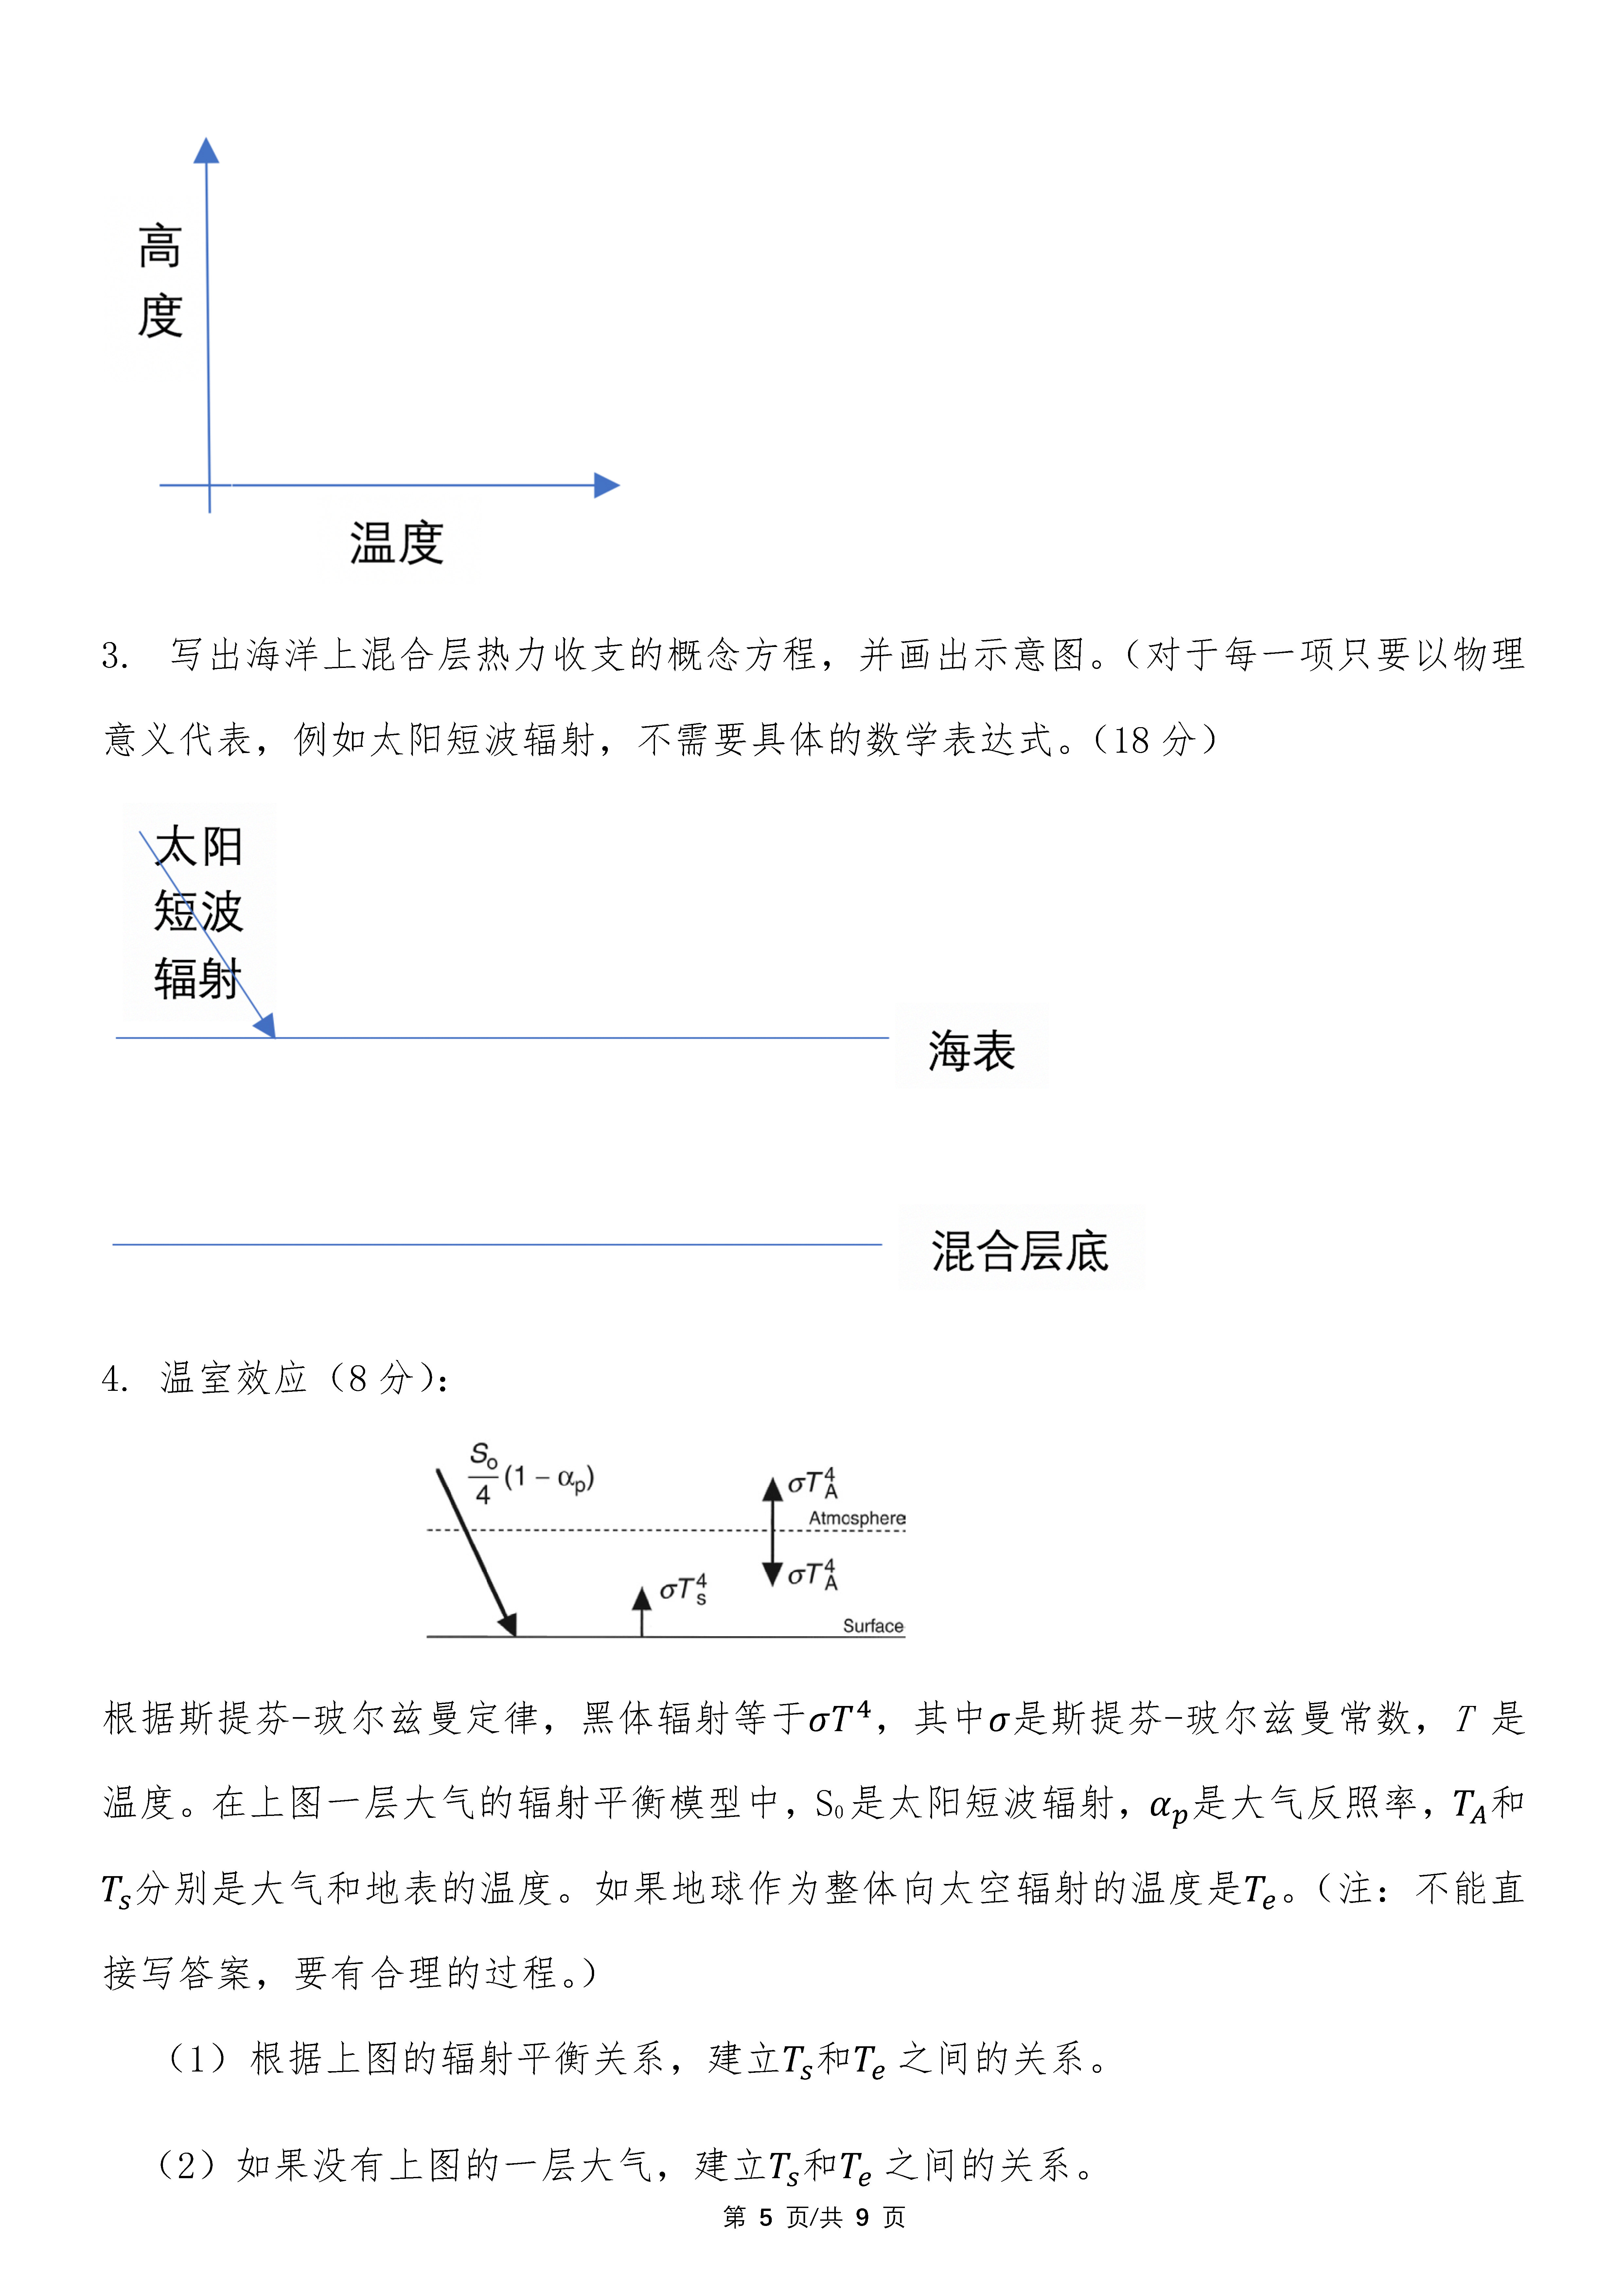 高
度
温度
3. 写出海洋上混合层热力收支的概念方程，并画出示意图。（对于每一项只要以物理
意义代表，例如太阳短波辐射，不需要具体的数学表达式。（18 分）
太阳
短波
辐射
海表
混合层底
4. 温室效应（8 分）：
S₀/4 (1 − αₚ)
σT_A^4
Atmosphere
σT_A^4
σT_s^4
Surface
根据斯提芬-玻尔兹曼定律，黑体辐射等于σT⁴，其中σ是斯提芬-玻尔兹曼常数，T 是
温度。在上图一层大气的辐射平衡模型中，S₀是太阳短波辐射，αₚ是大气反照率，T_A和
T_s分别是大气和地表的温度。如果地球作为整体向太空辐射的温度是T_e。（注：不能直
接写答案，要有合理的过程。）
（1）根据上图的辐射平衡关系，建立T_s和T_e 之间的关系。
（2）如果没有上图的一层大气，建立T_s和T_e 之间的关系。
第 5 页/共 9 页